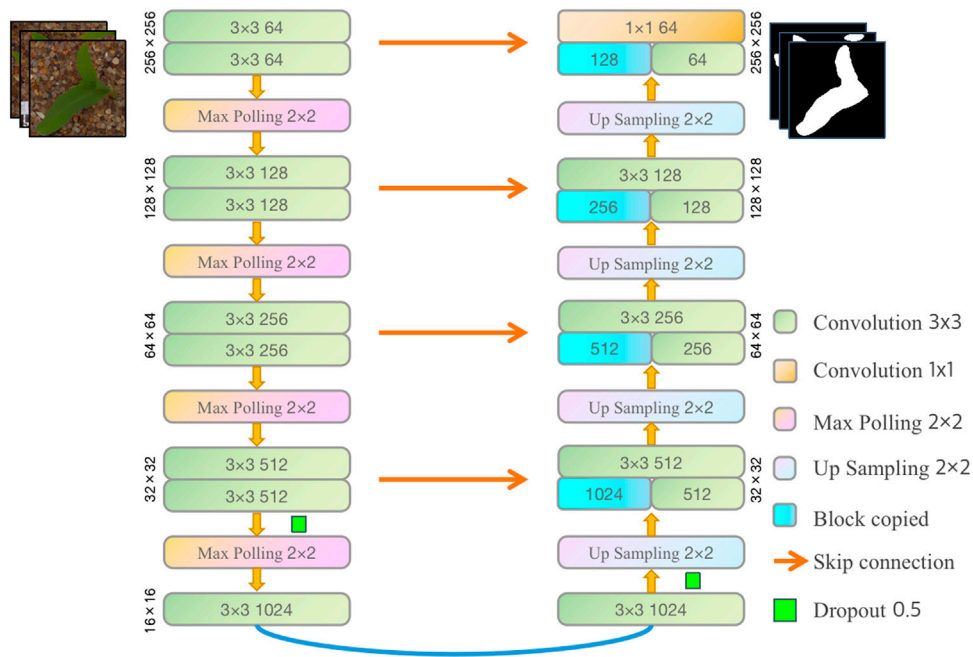 256×256
3×3 64
3×3 64
Max Polling 2×2
128×128
3×3 128
3×3 128
Max Polling 2×2
64×64
3×3 256
3×3 256
Max Polling 2×2
32×32
3×3 512
3×3 512
Max Polling 2×2
16×16
3×3 1024
1×1 64
128
64
256×256
Up Sampling 2×2
3×3 128
256
128
128×128
Up Sampling 2×2
3×3 256
512
256
64×64
Up Sampling 2×2
3×3 512
1024
512
32×32
Up Sampling 2×2
3×3 1024
Convolution 3x3
Convolution 1x1
Max Polling 2×2
Up Sampling 2×2
Block copied
Skip connection
Dropout 0.5